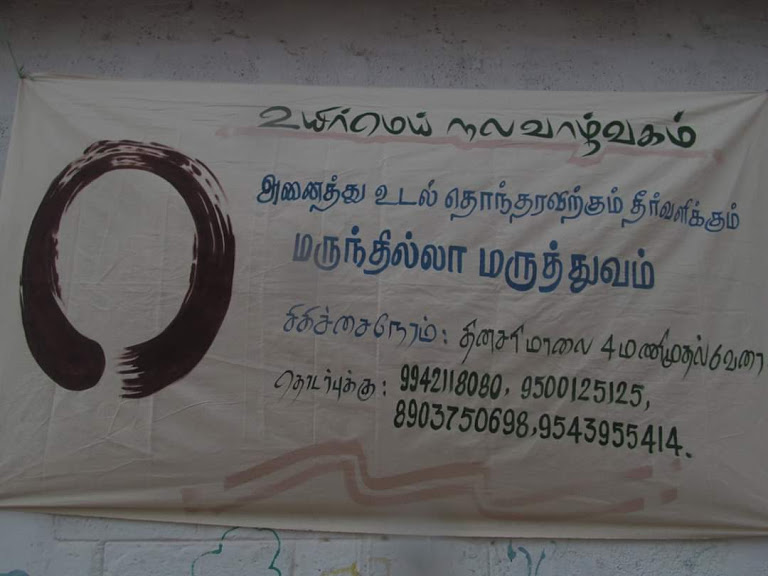 உயிர்மெய் நலவாழ்வகம்
அனைத்து உடல் தொந்தரவிற்கும் தீர்வளிக்கும்
மருந்தில்லா மருத்துவம்
சிகிச்சைநேரம் : தினசரிமாலை 4மணிமுதல்6வரை
தொடர்புக்கு : 9942118080, 9500125125,
8903750698,9543955414.